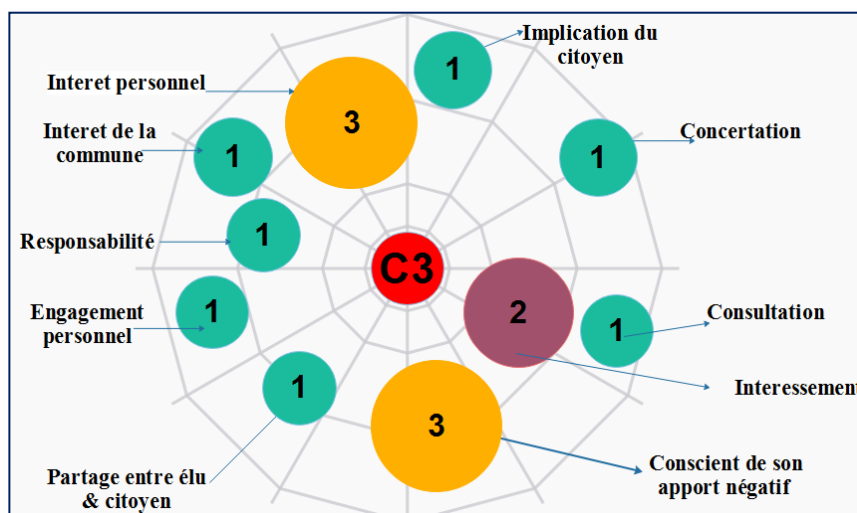 Implication du
citoyen
1
Interet personnel
3
Interet de la
commune
1
Concertation
1
Responsabilité
1
C3
Engagement
personnel
1
2
1
Consultation
Interessement
1
3
Partage entre élu
& citoyen
Conscient de son
apport négatif